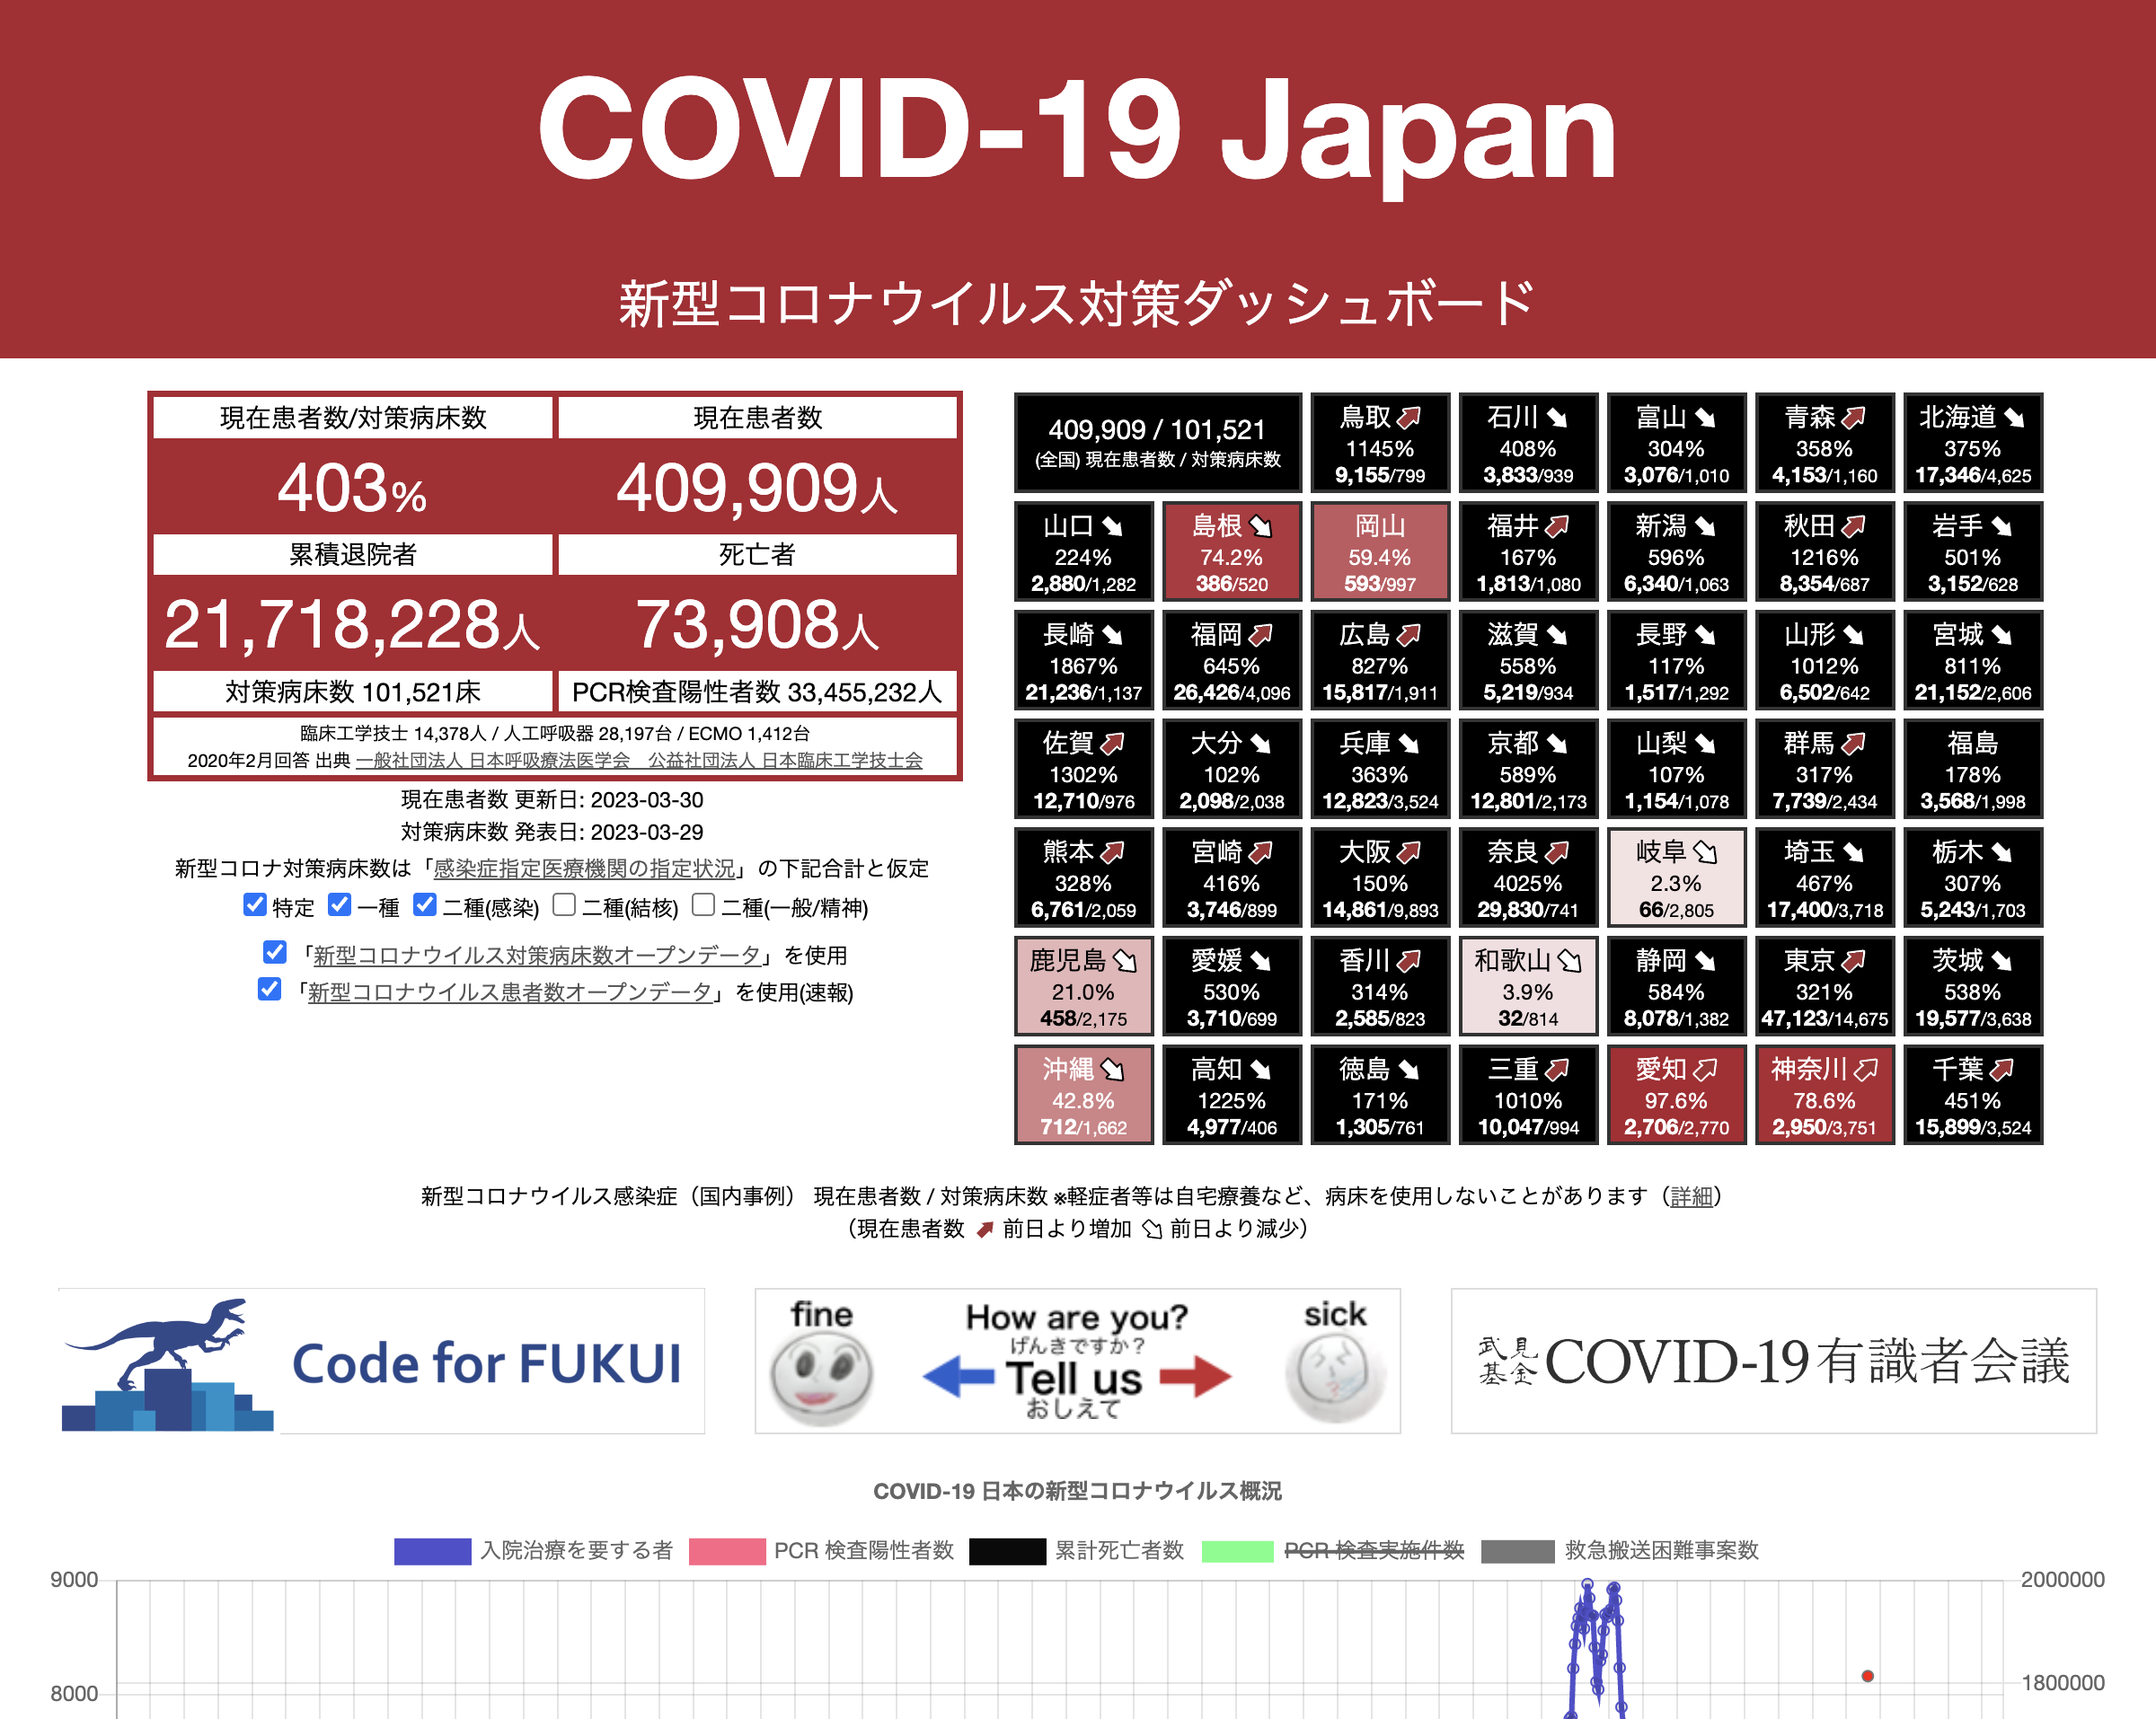 COVID-19 Japan
新型コロナウイルス対策ダッシュボード
現在患者数/対策病床数
現在患者数
403%
409,909人
累積退院者
死亡者
21,718,228人
73,908人
対策病床数 101,521床
PCR検査陽性者数 33,455,232人
臨床工学技士 14,378人 / 人工呼吸器 28,197台 / ECMO 1,412台
2020年2月回答 出典 一般社団法人 日本呼吸療法医学会　公益社団法人 日本臨床工学技士会
現在患者数 更新日: 2023-03-30
対策病床数 発表日: 2023-03-29
新型コロナ対策病床数は「感染症指定医療機関の指定状況」の下記合計と仮定
特定 一種 二種(感染) 二種(結核) 二種(一般/精神)
「新型コロナウイルス対策病床数オープンデータ」を使用
「新型コロナウイルス患者数オープンデータ」を使用(速報)
409,909 / 101,521
(全国) 現在患者数 / 対策病床数
鳥取
1145%
9,155/799
石川
408%
3,833/939
富山
304%
3,076/1,010
青森
358%
4,153/1,160
北海道
375%
17,346/4,625
山口
224%
2,880/1,282
島根
74.2%
386/520
岡山
59.4%
593/997
福井
167%
1,813/1,080
新潟
596%
6,340/1,063
秋田
1216%
8,354/687
岩手
501%
3,152/628
長崎
1867%
21,236/1,137
福岡
645%
26,426/4,096
広島
827%
15,817/1,911
滋賀
558%
5,219/934
長野
117%
1,517/1,292
山形
1012%
6,502/642
宮城
811%
21,152/2,606
佐賀
1302%
12,710/976
大分
102%
2,098/2,038
兵庫
363%
12,823/3,524
京都
589%
12,801/2,173
山梨
107%
1,154/1,078
群馬
317%
7,739/2,434
福島
178%
3,568/1,998
熊本
328%
6,761/2,059
宮崎
416%
3,746/899
大阪
150%
14,861/9,893
奈良
4025%
29,830/741
岐阜
2.3%
66/2,805
埼玉
467%
17,400/3,718
栃木
307%
5,243/1,703
鹿児島
21.0%
458/2,175
愛媛
530%
3,710/699
香川
314%
2,585/823
和歌山
3.9%
32/814
静岡
584%
8,078/1,382
東京
321%
47,123/14,675
茨城
538%
19,577/3,638
沖縄
42.8%
712/1,662
高知
1225%
4,977/406
徳島
171%
1,305/761
三重
1010%
10,047/994
愛知
97.6%
2,706/2,770
神奈川
78.6%
2,950/3,751
千葉
451%
15,899/3,524
新型コロナウイルス感染症（国内事例） 現在患者数 / 対策病床数 ※軽症者等は自宅療養など、病床を使用しないことがあります（詳細）
（現在患者数 前日より増加 前日より減少）
Code for FUKUI
fine
How are you?
げんきですか？
Tell us
おしえて
sick
武見基金 COVID-19有識者会議
COVID-19 日本の新型コロナウイルス概況
入院治療を要する者 PCR 検査陽性者数 累計死亡者数 PCR 検査実施件数 救急搬送困難事案数
9000
2000000
8000
1800000